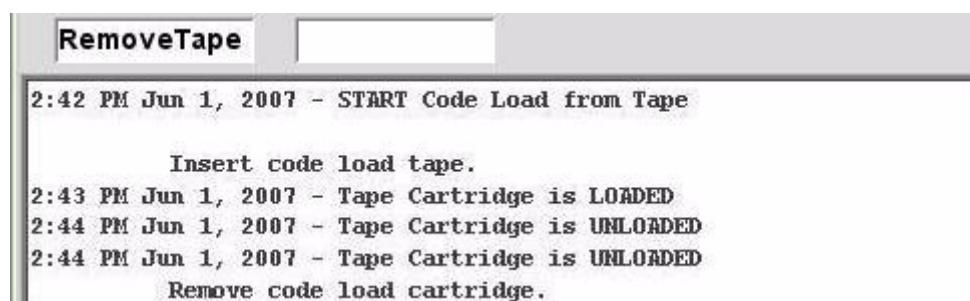 RemoveTape
2:42 PM Jun 1, 2007 - START Code Load from Tape
Insert code load tape.
2:43 PM Jun 1, 2007 - Tape Cartridge is LOADED
2:44 PM Jun 1, 2007 - Tape Cartridge is UNLOADED
2:44 PM Jun 1, 2007 - Tape Cartridge is UNLOADED
Remove code load cartridge.